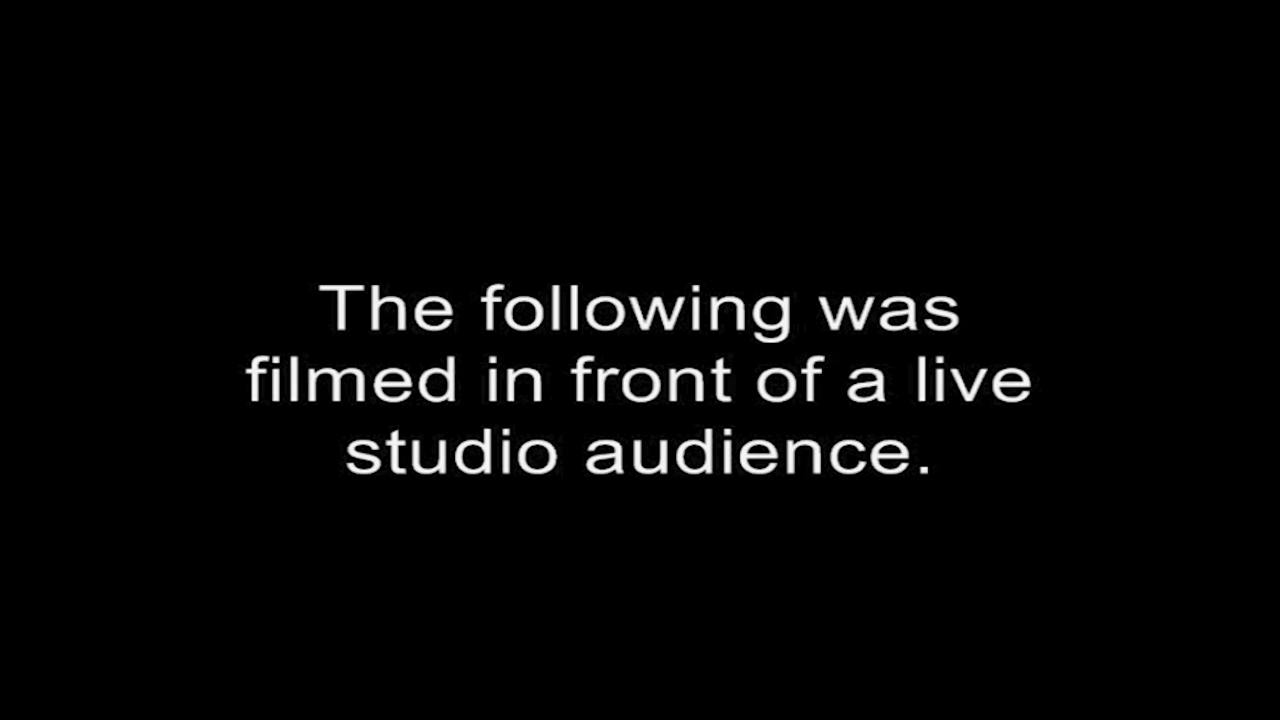 The following was
filmed in front of a live
studio audience.